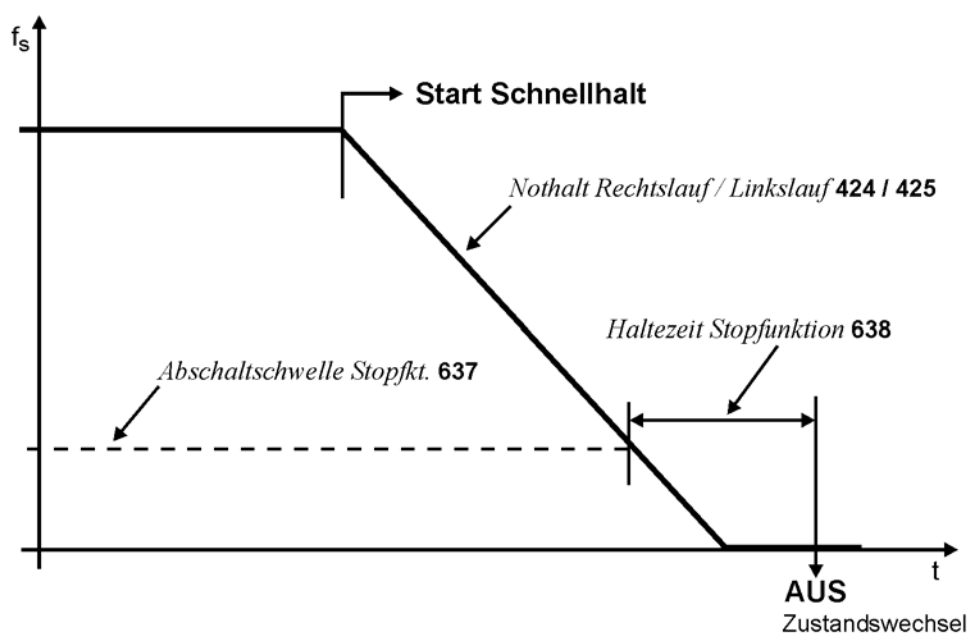 fs
Start Schnellhalt
Nothalt Rechtslauf / Linkslauf 424 / 425
Haltezeit Stopfunktion 638
Abschaltschwelle Stopfkt. 637
t
AUS
Zustandswechsel